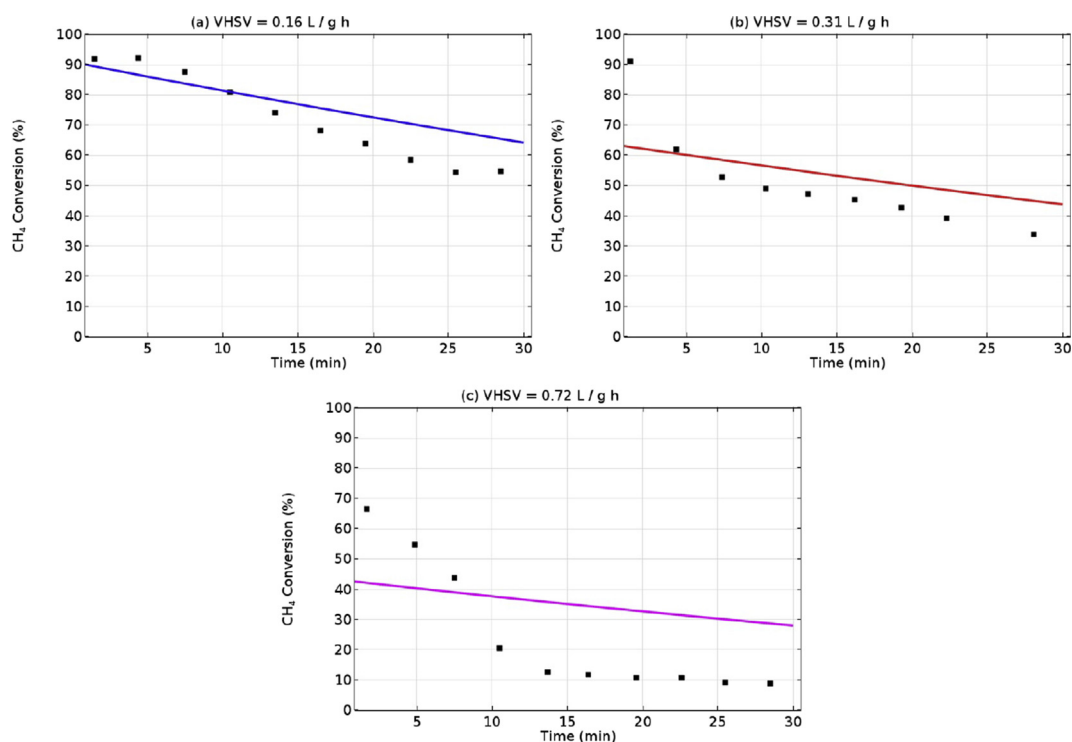 (a) VHSV = 0.16 L / g h
100
90
80
70
60
50
40
30
20
10
0
CH₄ Conversion (%)
5 10 15 20 25 30
Time (min)
(b) VHSV = 0.31 L / g h
100
90
80
70
60
50
40
30
20
10
0
CH₄ Conversion (%)
5 10 15 20 25 30
Time (min)
(c) VHSV = 0.72 L / g h
100
90
80
70
60
50
40
30
20
10
0
CH₄ Conversion (%)
5 10 15 20 25 30
Time (min)